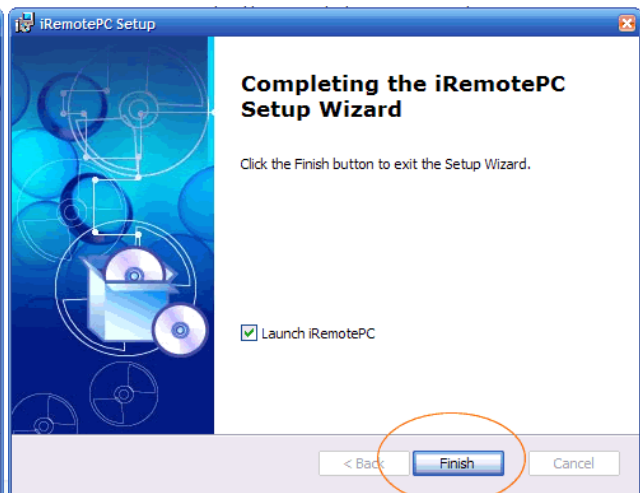 iRemotePC Setup
Completing the iRemotePC
Setup Wizard
Click the Finish button to exit the Setup Wizard.
Launch iRemotePC
< Back
Finish
Cancel